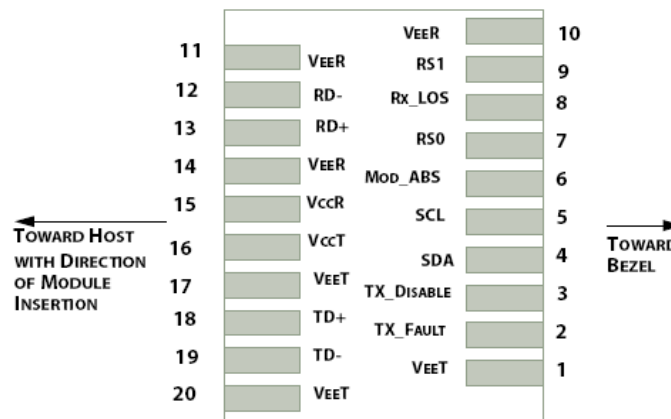 VEER 10
11 VEER RS1 9
12 RD- RX_LOS 8
13 RD+ RS0 7
14 VEER MOD_ABS 6
15 VCCR SCL 5
16 VCCT SDA 4
17 VEET TX_DISABLE 3
18 TD+ TX_FAULT 2
19 TD- VEET 1
20 VEET
TOWARD HOST
WITH DIRECTION
OF MODULE
INSERTION
TOWARD
BEZEL